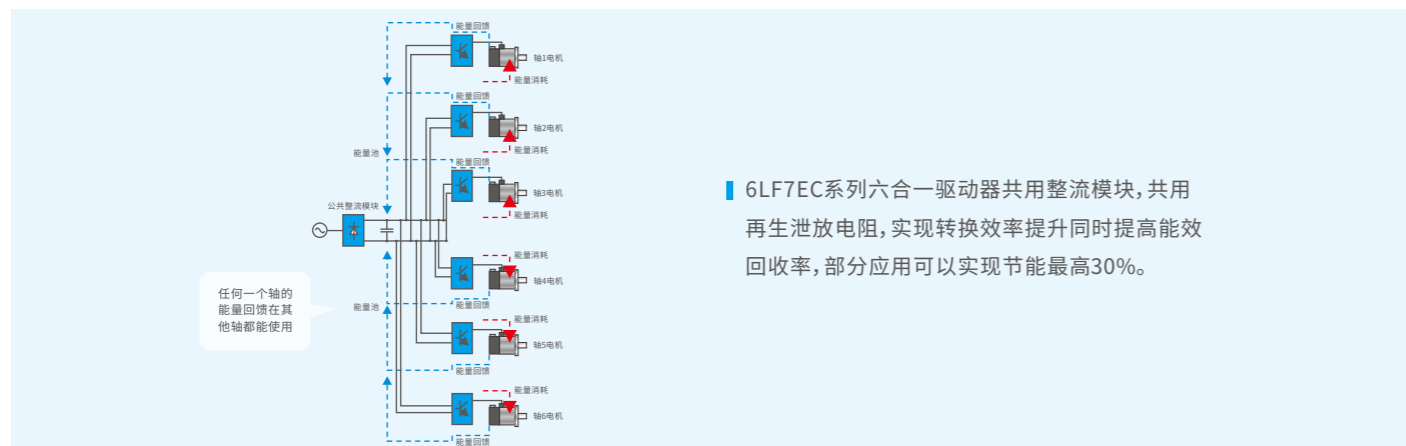 能量回馈
轴1电机
能量消耗
能量回馈
轴2电机
能量消耗
能量池
能量回馈
轴3电机
能量消耗
公共整流模块
能量消耗
轴4电机
能量回馈
能量池
任何一个轴的
能量回馈在其
他轴都能使用
能量消耗
轴5电机
能量回馈
能量消耗
轴6电机
能量回馈
6LF7EC系列六合一驱动器共用整流模块,共用
再生泄放电阻,实现转换效率提升同时提高能效
回收率,部分应用可以实现节能最高30%。